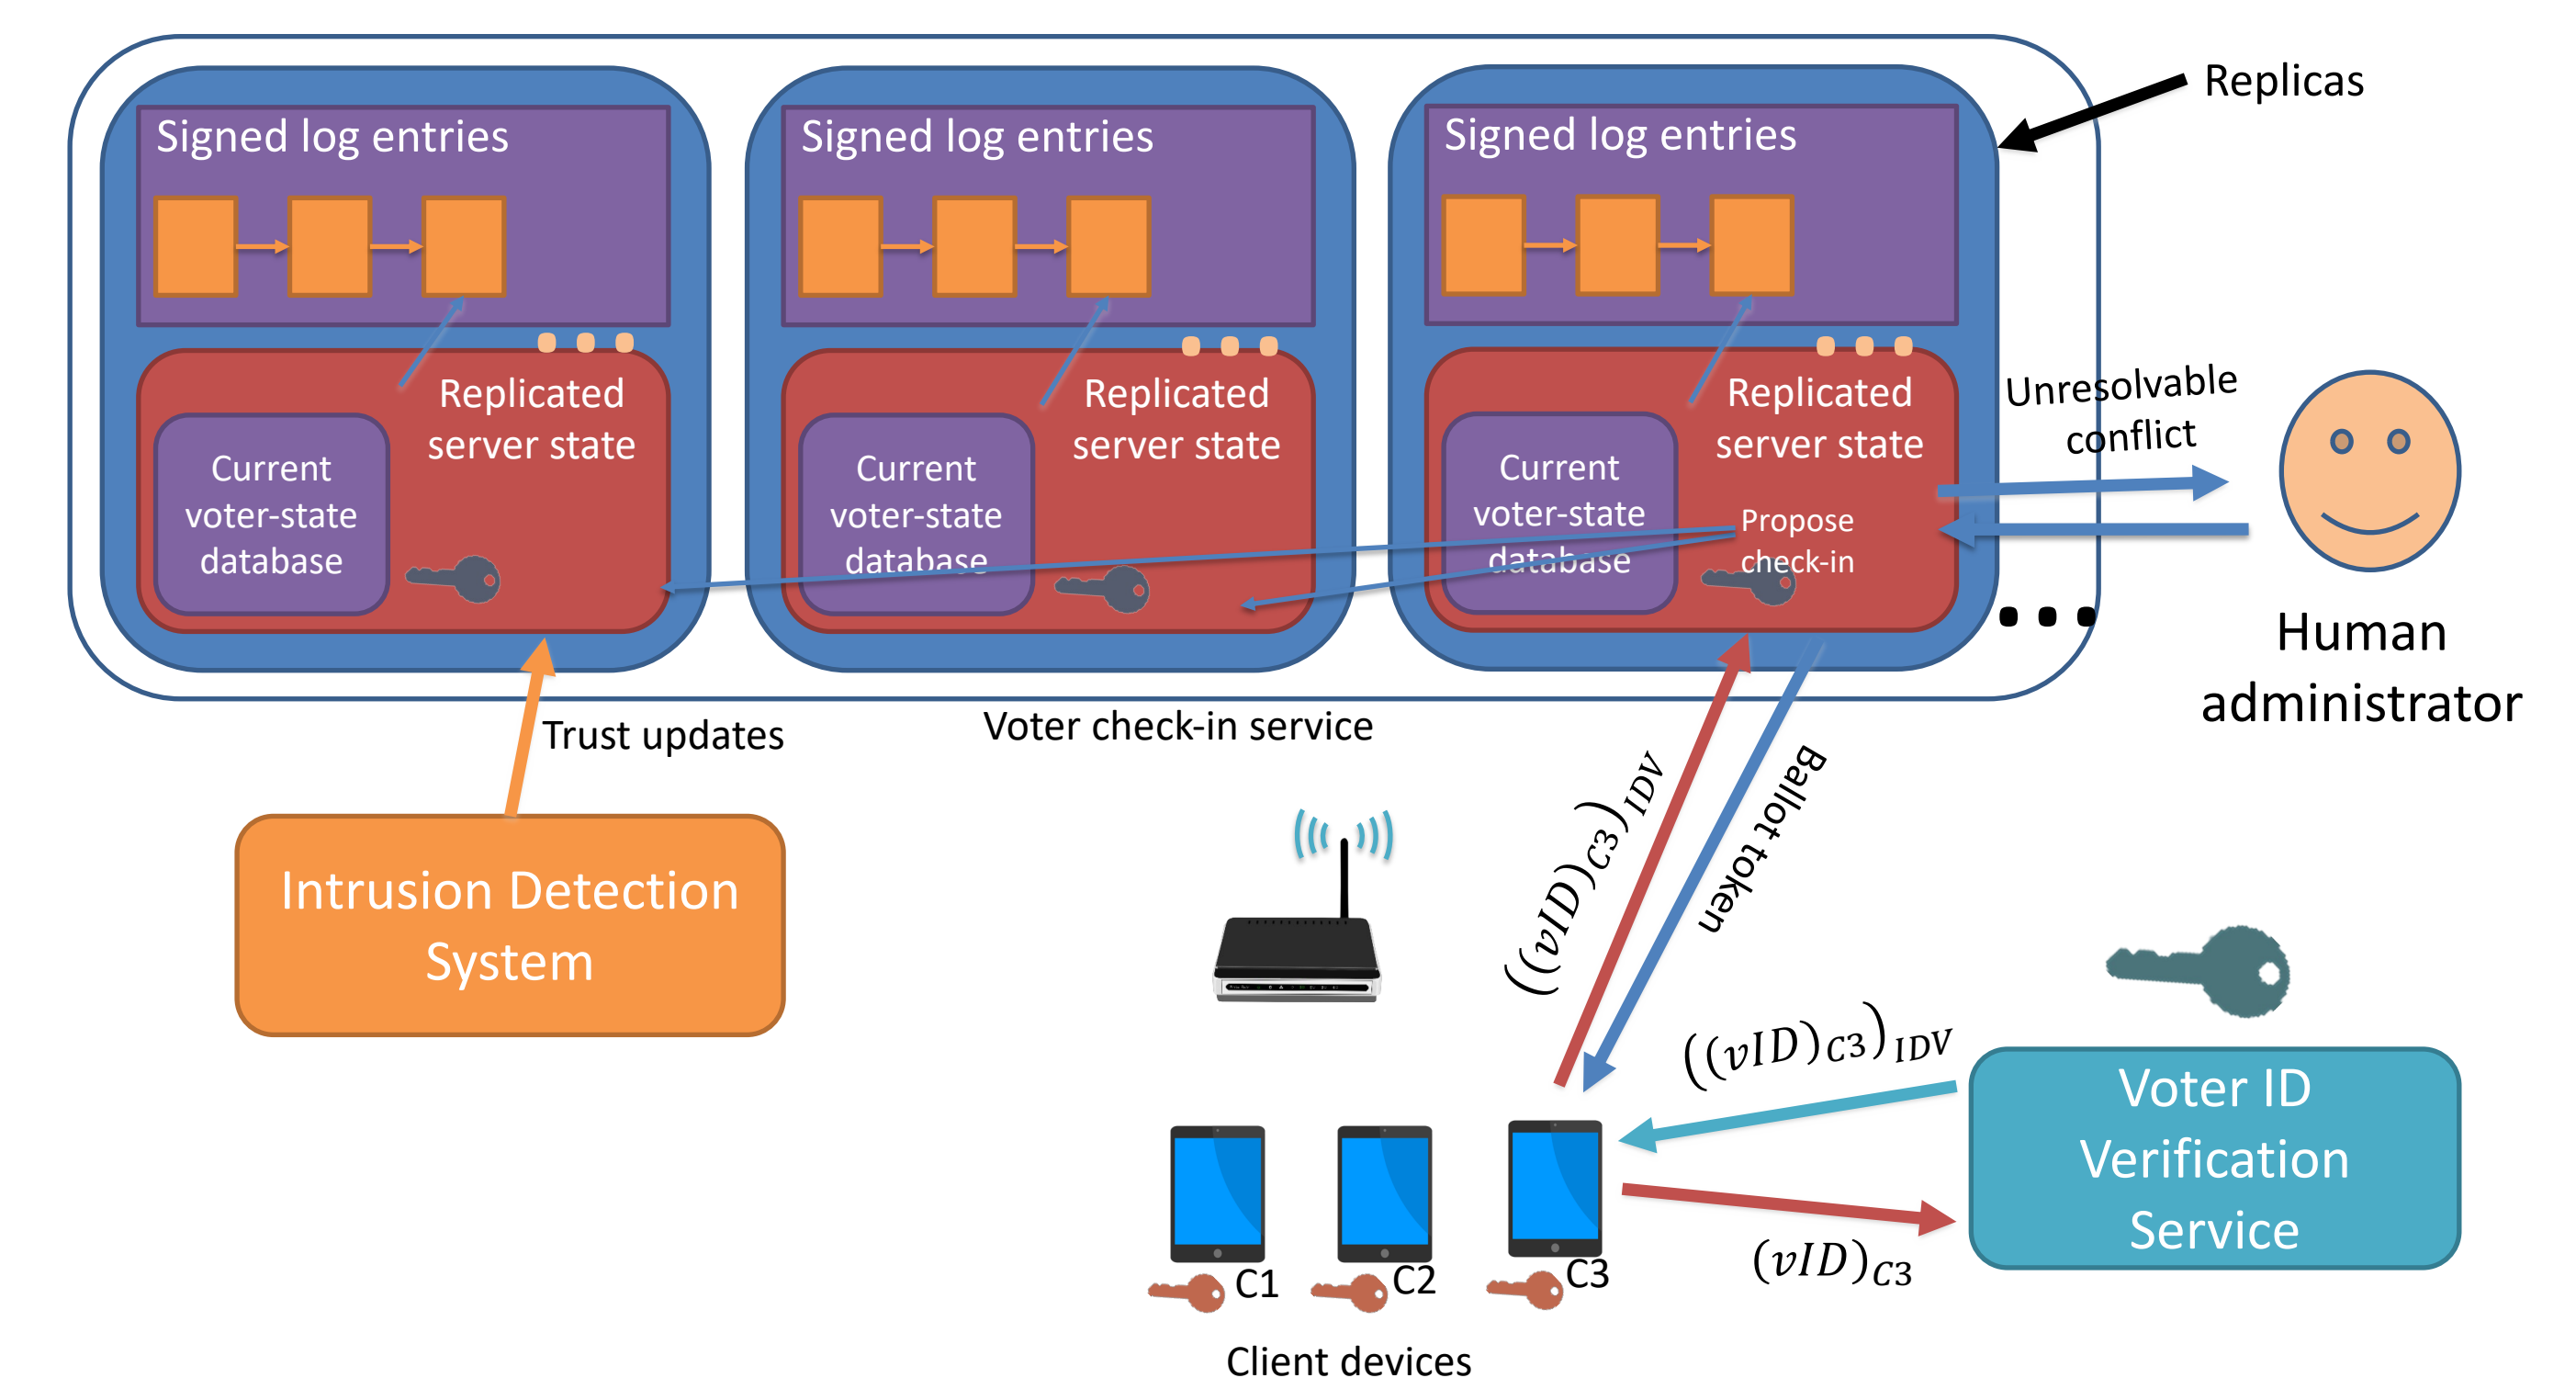 Replicas
Signed log entries
Signed log entries
Signed log entries
Replicated
server state
Current
voter-state
database
Replicated
server state
Current
voter-state
database
Replicated
server state
Current
voter-state
database
Propose
check-in
Unresolvable
conflict
Human
administrator
Trust updates
Voter check-in service
Intrusion Detection
System
(((vID)_{C3})_{IDV}
Ballot token
((vID)_{C3})_{IDV}
(vID)_{C3}
Voter ID
Verification
Service
C1
C2
C3
Client devices